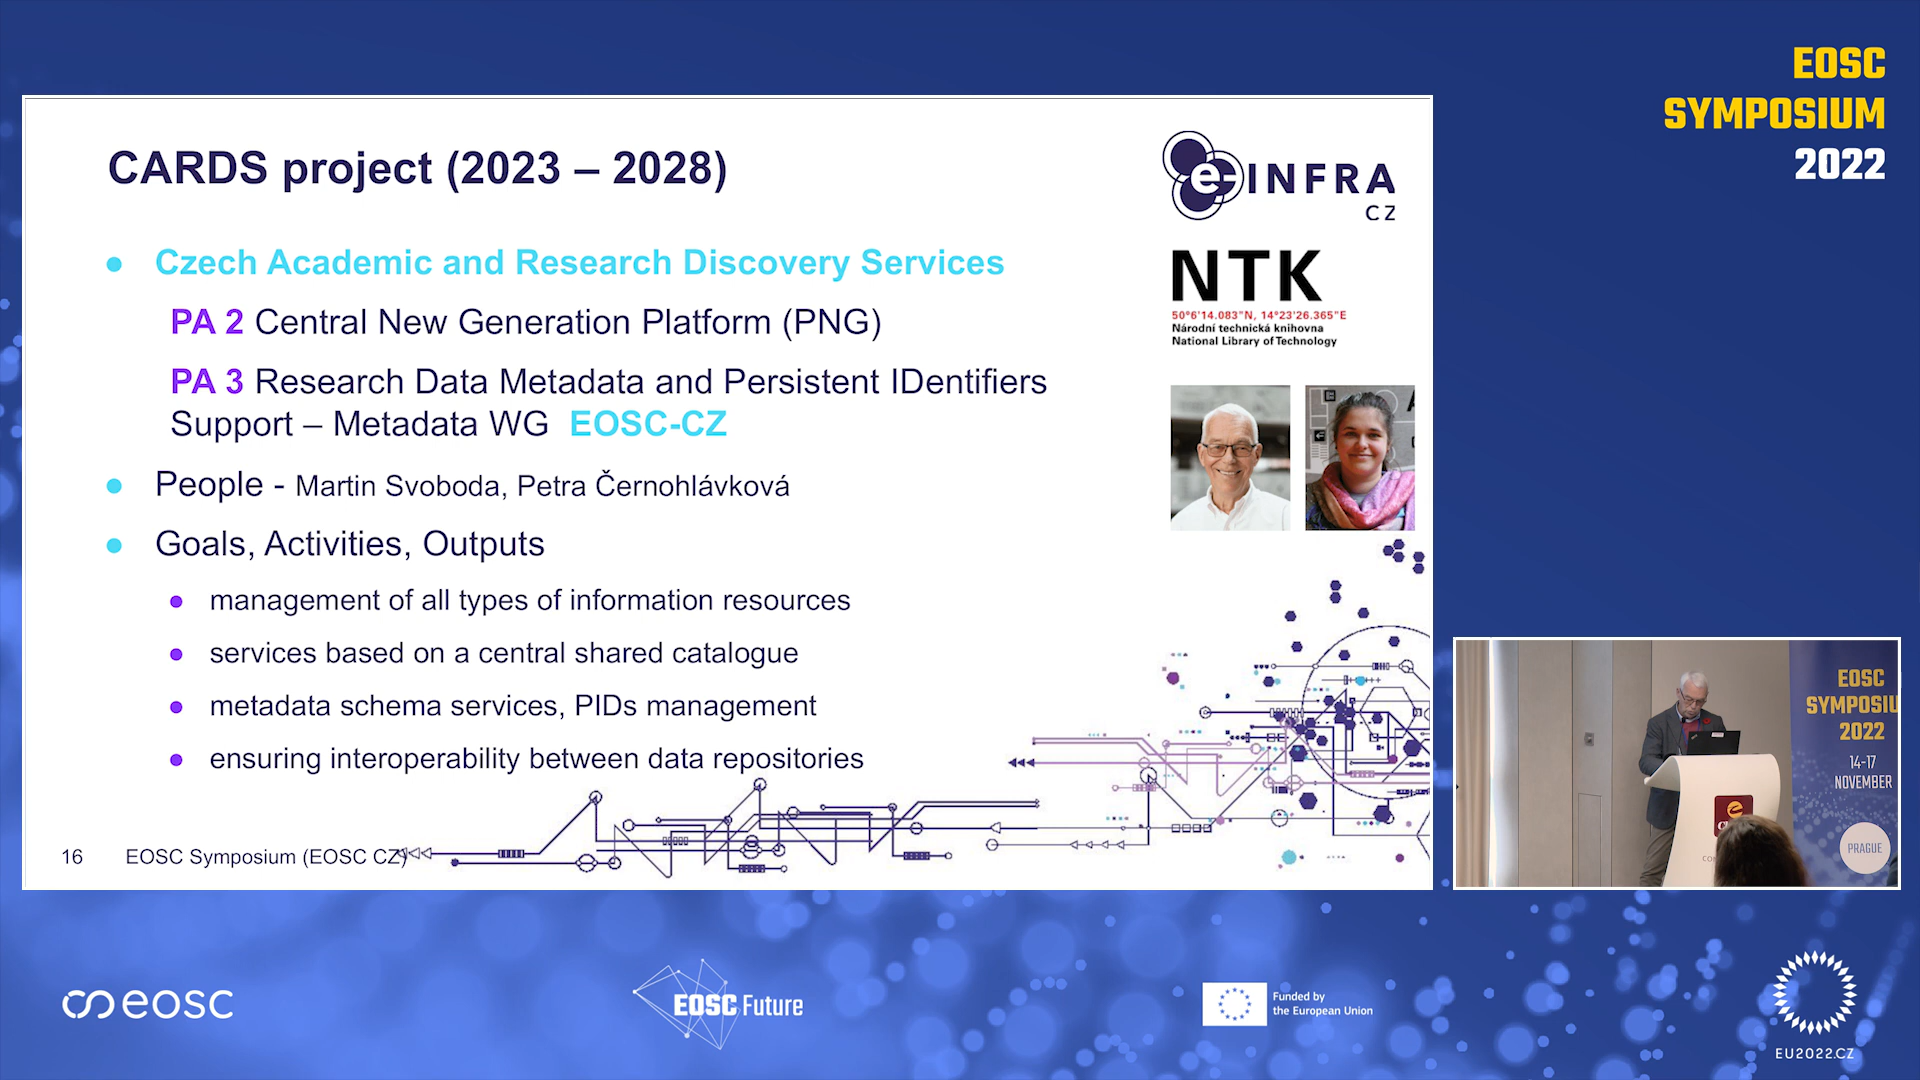 EOSC
SYMPOSIUM
2022
CARDS project (2023 – 2028)
e-INFRA
CZ
NTK
50°6'14.083"N, 14°23'26.365"E
Národní technická knihovna
National Library of Technology
● Czech Academic and Research Discovery Services
PA 2 Central New Generation Platform (PNG)
PA 3 Research Data Metadata and Persistent IDentifiers
Support – Metadata WG EOSC-CZ
● People - Martin Svoboda, Petra Černohlávková
● Goals, Activities, Outputs
● management of all types of information resources
● services based on a central shared catalogue
● metadata schema services, PIDs management
● ensuring interoperability between data repositories
16 EOSC Symposium (EOSC CZ)
EOSC
SYMPOSIU
2022
14-17
NOVEMBER
PRAGUE
eosc
EOSC Future
Funded by
the European Union
EU2022.CZ